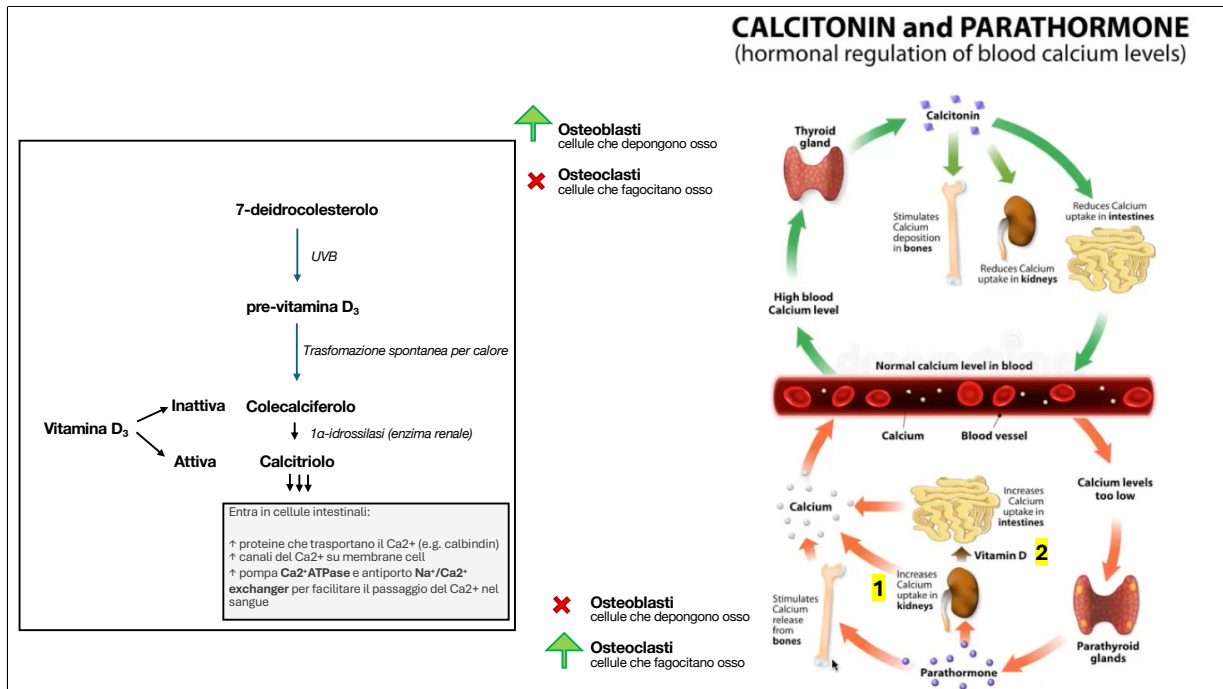 CALCITONIN and PARATHORMONE
(hormonal regulation of blood calcium levels)
Osteoblasti
cellule che depongono osso
Osteoclasti
cellule che fagocitano osso
7-deidrocolesterolo
UVB
pre-vitamina D₃
Trasfomazione spontanea per calore
Vitamina D₃
Inattiva
Colecalciferolo
1α-idrossilasi (enzima renale)
Attiva
Calcitriolo
Entra in cellule intestinali:
↑ proteine che trasportano il Ca2+ (e.g. calbindin)
↑ canali del Ca2+ su membrane cell
↑ pompa Ca²⁺ATPase e antiporto Na⁺/Ca²⁺
exchanger per facilitare il passaggio del Ca2+ nel
sangue
Calcitonin
Thyroid
gland
Stimulates
Calcium
deposition
in bones
Reduces Calcium
uptake in kidneys
Reduces Calcium
uptake in intestines
High blood
Calcium level
Normal calcium level in blood
Calcium
Blood vessel
Calcium levels
too low
Calcium
Increases
Calcium
uptake in
intestines
Vitamin D
2
1
Increases
Calcium
uptake in
kidneys
Stimulates
Calcium
release from
bones
Parathyroid
glands
Parathormone
Osteoblasti
cellule che depongono osso
Osteoclasti
cellule che fagocitano osso